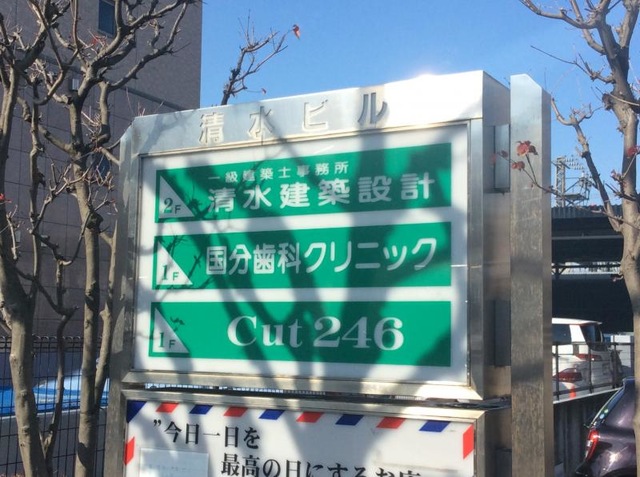 清水ビル
一級建築士事務所
2F 清水建築設計
1F 国分歯科クリニック
1F Cut 246
”今日一日を
最高の日にするお店